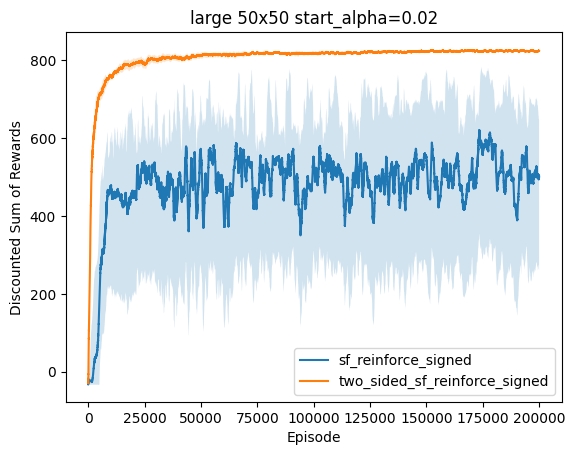 large 50x50 start_alpha=0.02
Discounted Sum of Rewards
800
600
400
200
0
sf_reinforce_signed
two_sided_sf_reinforce_signed
0 25000 50000 75000 100000 125000 150000 175000 200000
Episode